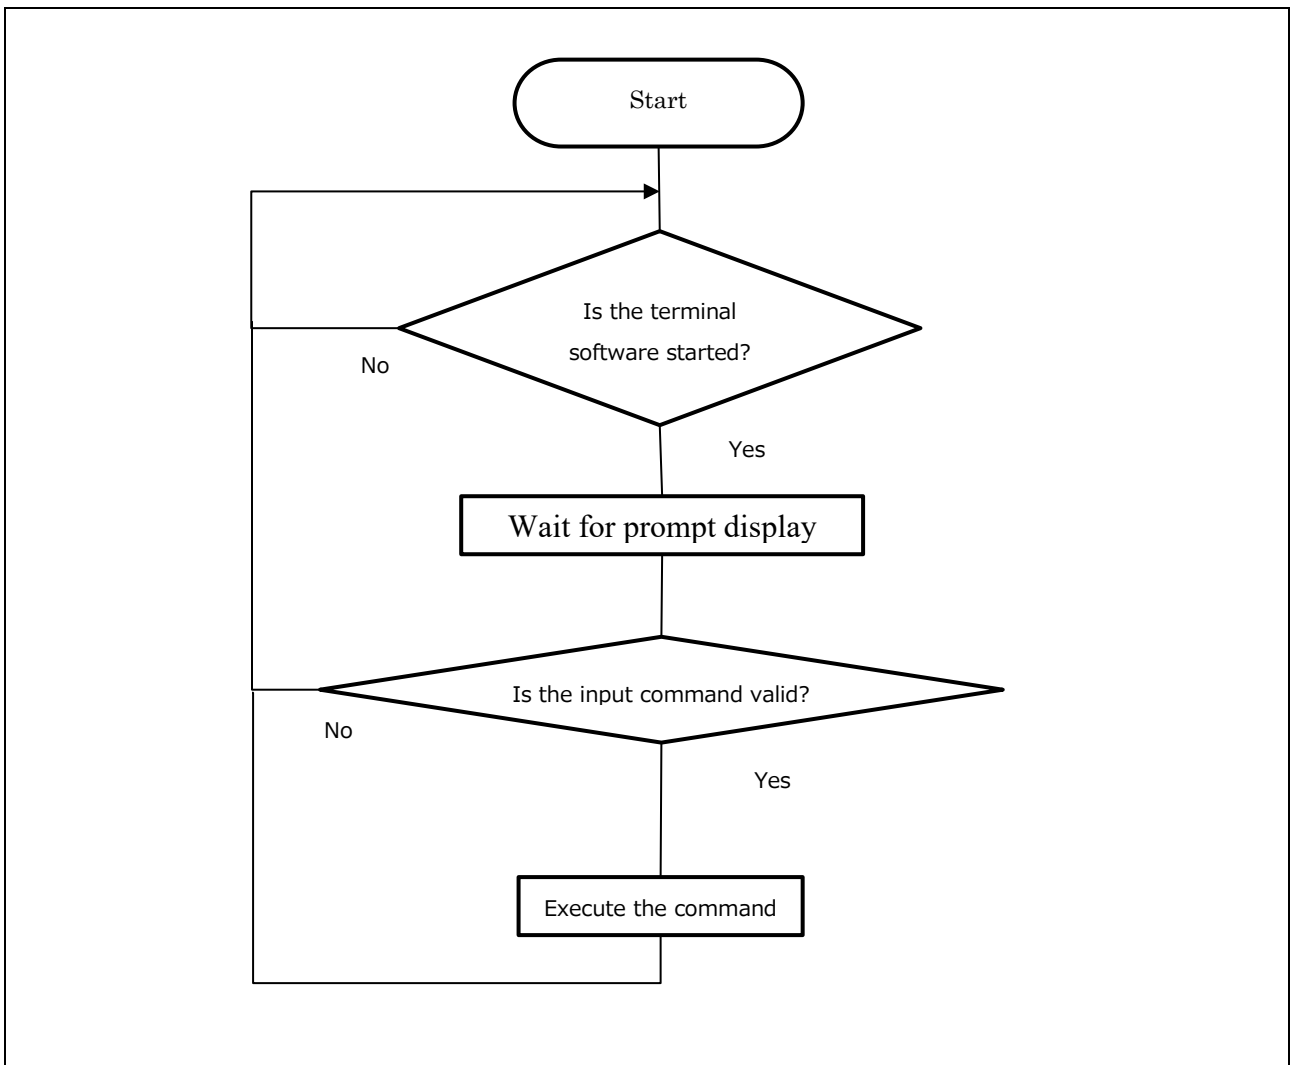 Start
Is the terminal
software started?
No
Yes
Wait for prompt display
Is the input command valid?
No
Yes
Execute the command